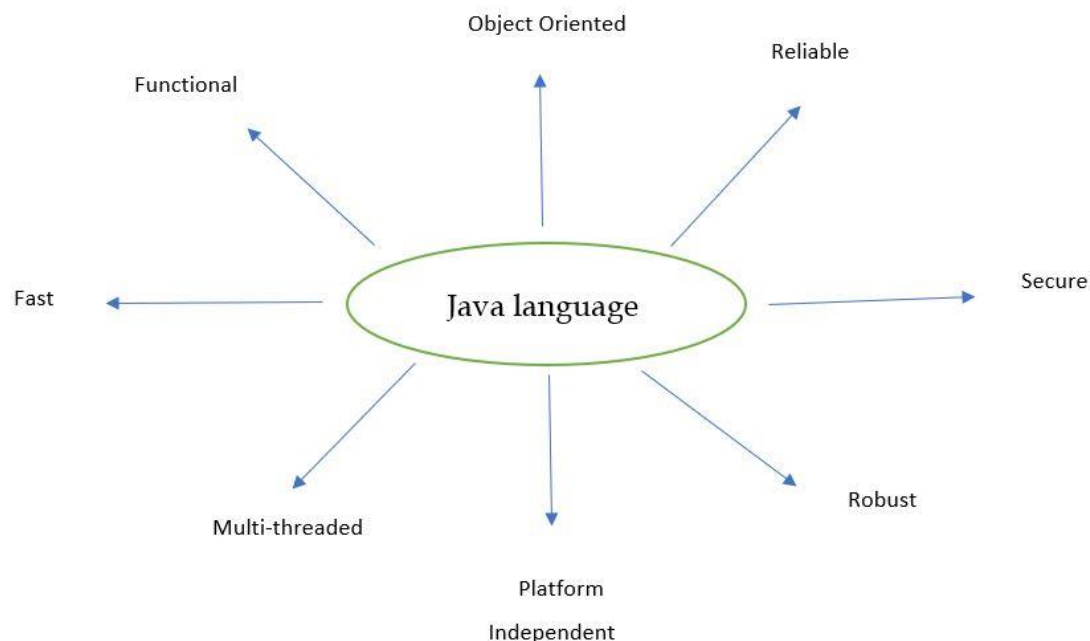 Object Oriented
Reliable
Functional
Secure
Fast
Java language
Robust
Multi-threaded
Platform
Independent